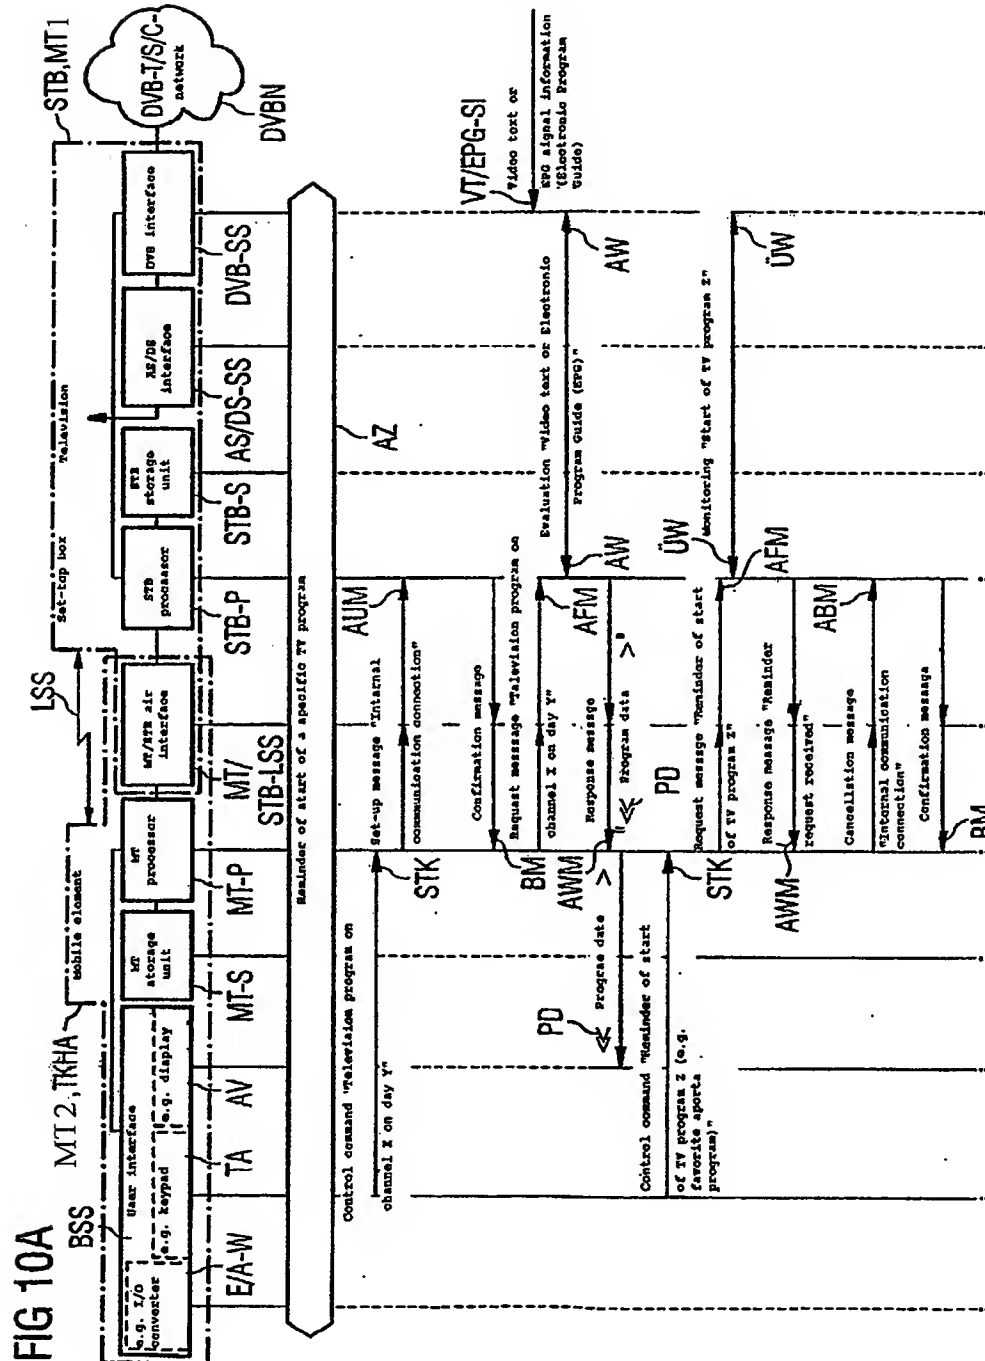 FIG 10A
STB,MT1
DVB-T/S/C-
network
DVBN
Set-top box
Television
LSS
Mobile element
MT2,TKHA
BSS
User interface
e.g. I/O
converter
e.g. keypad
e.g. display
MT
storage
unit
MT
processor
MT/STB air
interface
STB
processor
STB
storage
unit
AS/DS
interface
DVB interface
E/A-W
TA
AV
MT-S
MT-P
MT/
STB-LSS
STB-P
STB-S
AS/DS-SS
DVB-SS
Reminder of start of a specific TV program
AZ
VT/EPG-SI
Video text or
EPG signal information
(Electronic Program
Guide)
Control command "Television program on
channel X on day Y"
STK
Set-up message "Internal
communication connection"
AUM
Confirmation message
BM
Request message "Television program on
channel X on day Y"
AFM
Evaluation "Video text or Electronic
Program Guide (EPG)"
AW
AW
Response message
"<< Program data >"
AWM
PD
<< Programe date >
PD
Control command "Reminder of start
of TV program Z (e.g.
favorite aports
program)"
STK
Request message "Reminder of start
of TV program Z"
AFM
Monitoring "Start of TV program Z"
ÜW
ÜW
Response message "Reminder
request received"
AWM
Cancellation message
"Internal communication
connection"
ABM
Confirmation message
BM